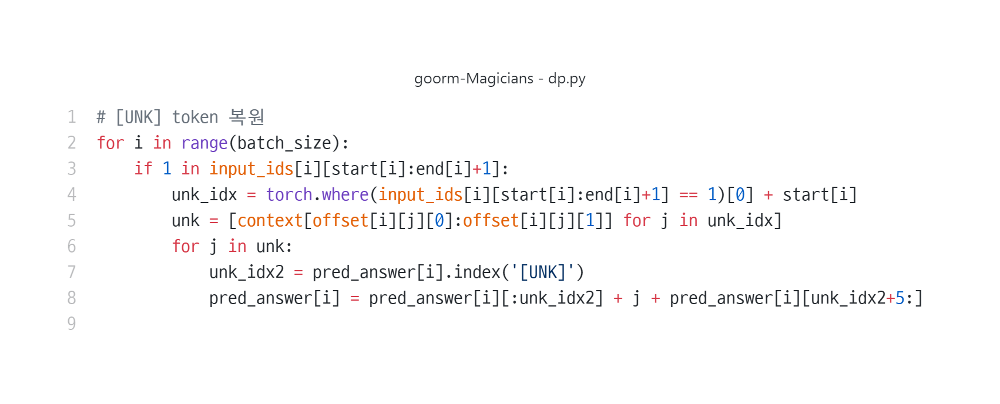 goorm-Magicians - dp.py
1 # [UNK] token 복원
2 for i in range(batch_size):
3     if 1 in input_ids[i][start[i]:end[i]+1]:
4         unk_idx = torch.where(input_ids[i][start[i]:end[i]+1] == 1)[0] + start[i]
5         unk = [context[offset[i][j][0]:offset[i][j][1]] for j in unk_idx]
6         for j in unk:
7             unk_idx2 = pred_answer[i].index('[UNK]')
8             pred_answer[i] = pred_answer[i][:unk_idx2] + j + pred_answer[i][unk_idx2+5:]
9